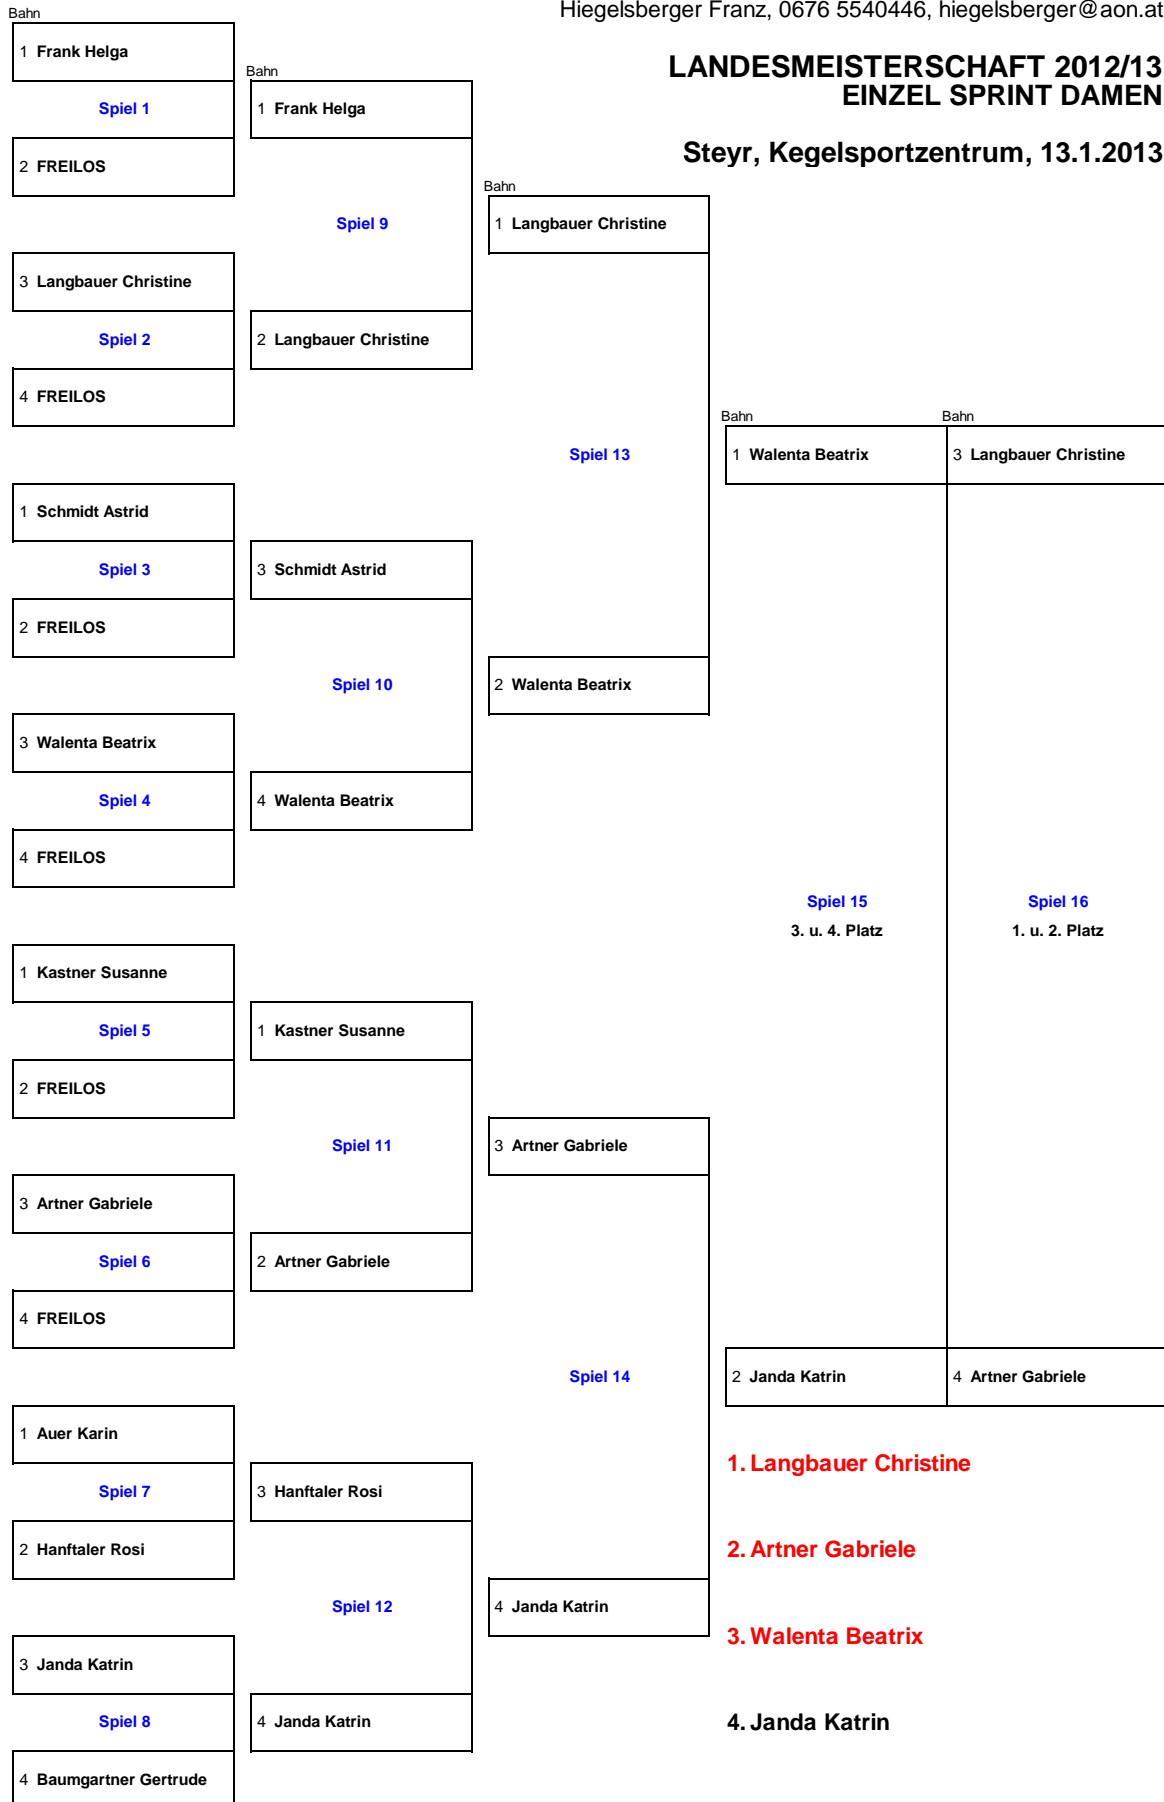 Hiegelsberger Franz, 0676 5540446, hiegelsberger@aon.at
LANDESMEISTERSCHAFT 2012/13
EINZEL SPRINT DAMEN
Steyr, Kegelsportzentrum, 13.1.2013
Bahn
1 Frank Helga
Spiel 1
2 FREILOS
3 Langbauer Christine
Spiel 2
4 FREILOS
1 Schmidt Astrid
Spiel 3
2 FREILOS
3 Walenta Beatrix
Spiel 4
4 FREILOS
1 Kastner Susanne
Spiel 5
2 FREILOS
3 Artner Gabriele
Spiel 6
4 FREILOS
1 Auer Karin
Spiel 7
2 Hanftaler Rosi
3 Janda Katrin
Spiel 8
4 Baumgartner Gertrude
Bahn
1 Frank Helga
Spiel 9
2 Langbauer Christine
3 Schmidt Astrid
Spiel 10
4 Walenta Beatrix
1 Kastner Susanne
Spiel 11
2 Artner Gabriele
3 Hanftaler Rosi
Spiel 12
4 Janda Katrin
Bahn
1 Langbauer Christine
Spiel 13
2 Walenta Beatrix
3 Artner Gabriele
Spiel 14
4 Janda Katrin
Bahn
1 Walenta Beatrix
Spiel 15
3. u. 4. Platz
2 Janda Katrin
Bahn
3 Langbauer Christine
Spiel 16
1. u. 2. Platz
4 Artner Gabriele
1. Langbauer Christine
2. Artner Gabriele
3. Walenta Beatrix
4. Janda Katrin